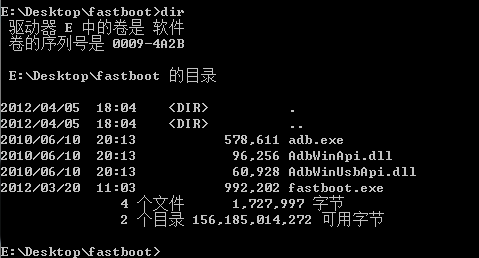 E:\Desktop\fastboot>dir
驱动器 E 中的卷是 软件
卷的序列号是 0009-4A2B
E:\Desktop\fastboot 的目录
2012/04/05  18:04    <DIR>          .
2012/04/05  18:04    <DIR>          ..
2010/06/10  20:13           578,611 adb.exe
2010/06/10  20:13            96,256 AdbWinApi.dll
2010/06/10  20:13            60,928 AdbWinUsbApi.dll
2012/03/20  11:03           992,202 fastboot.exe
4 个文件      1,727,997 字节
2 个目录 156,185,014,272 可用字节
E:\Desktop\fastboot>